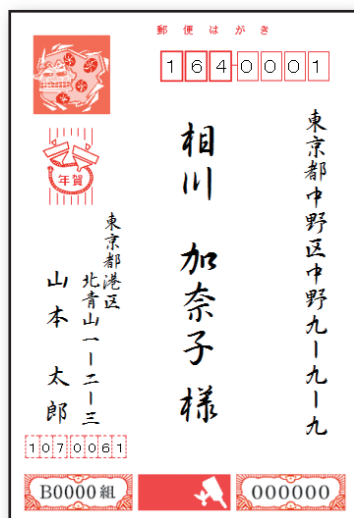 郵便はがき
164-0001
東京都中野区中野九ー九ー九
相川 加奈子 様
東京都港区
北青山一ー二ー三
山本 太郎
1070061
年賀
B0000組
000000